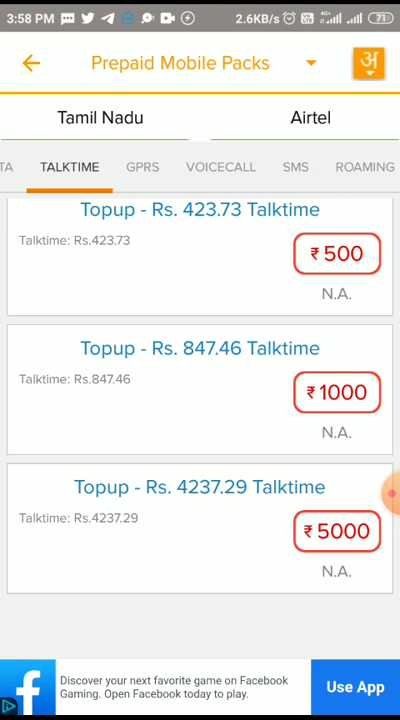 3:58 PM
2.6KB/s
4G+
71
Prepaid Mobile Packs
अ
Tamil Nadu
Airtel
TA
TALKTIME
GPRS
VOICECALL
SMS
ROAMING
Topup - Rs. 423.73 Talktime
Talktime: Rs.423.73
₹ 500
N.A.
Topup - Rs. 847.46 Talktime
Talktime: Rs.847.46
₹ 1000
N.A.
Topup - Rs. 4237.29 Talktime
Talktime: Rs.4237.29
₹ 5000
N.A.
Discover your next favorite game on Facebook
Gaming. Open Facebook today to play.
Use App